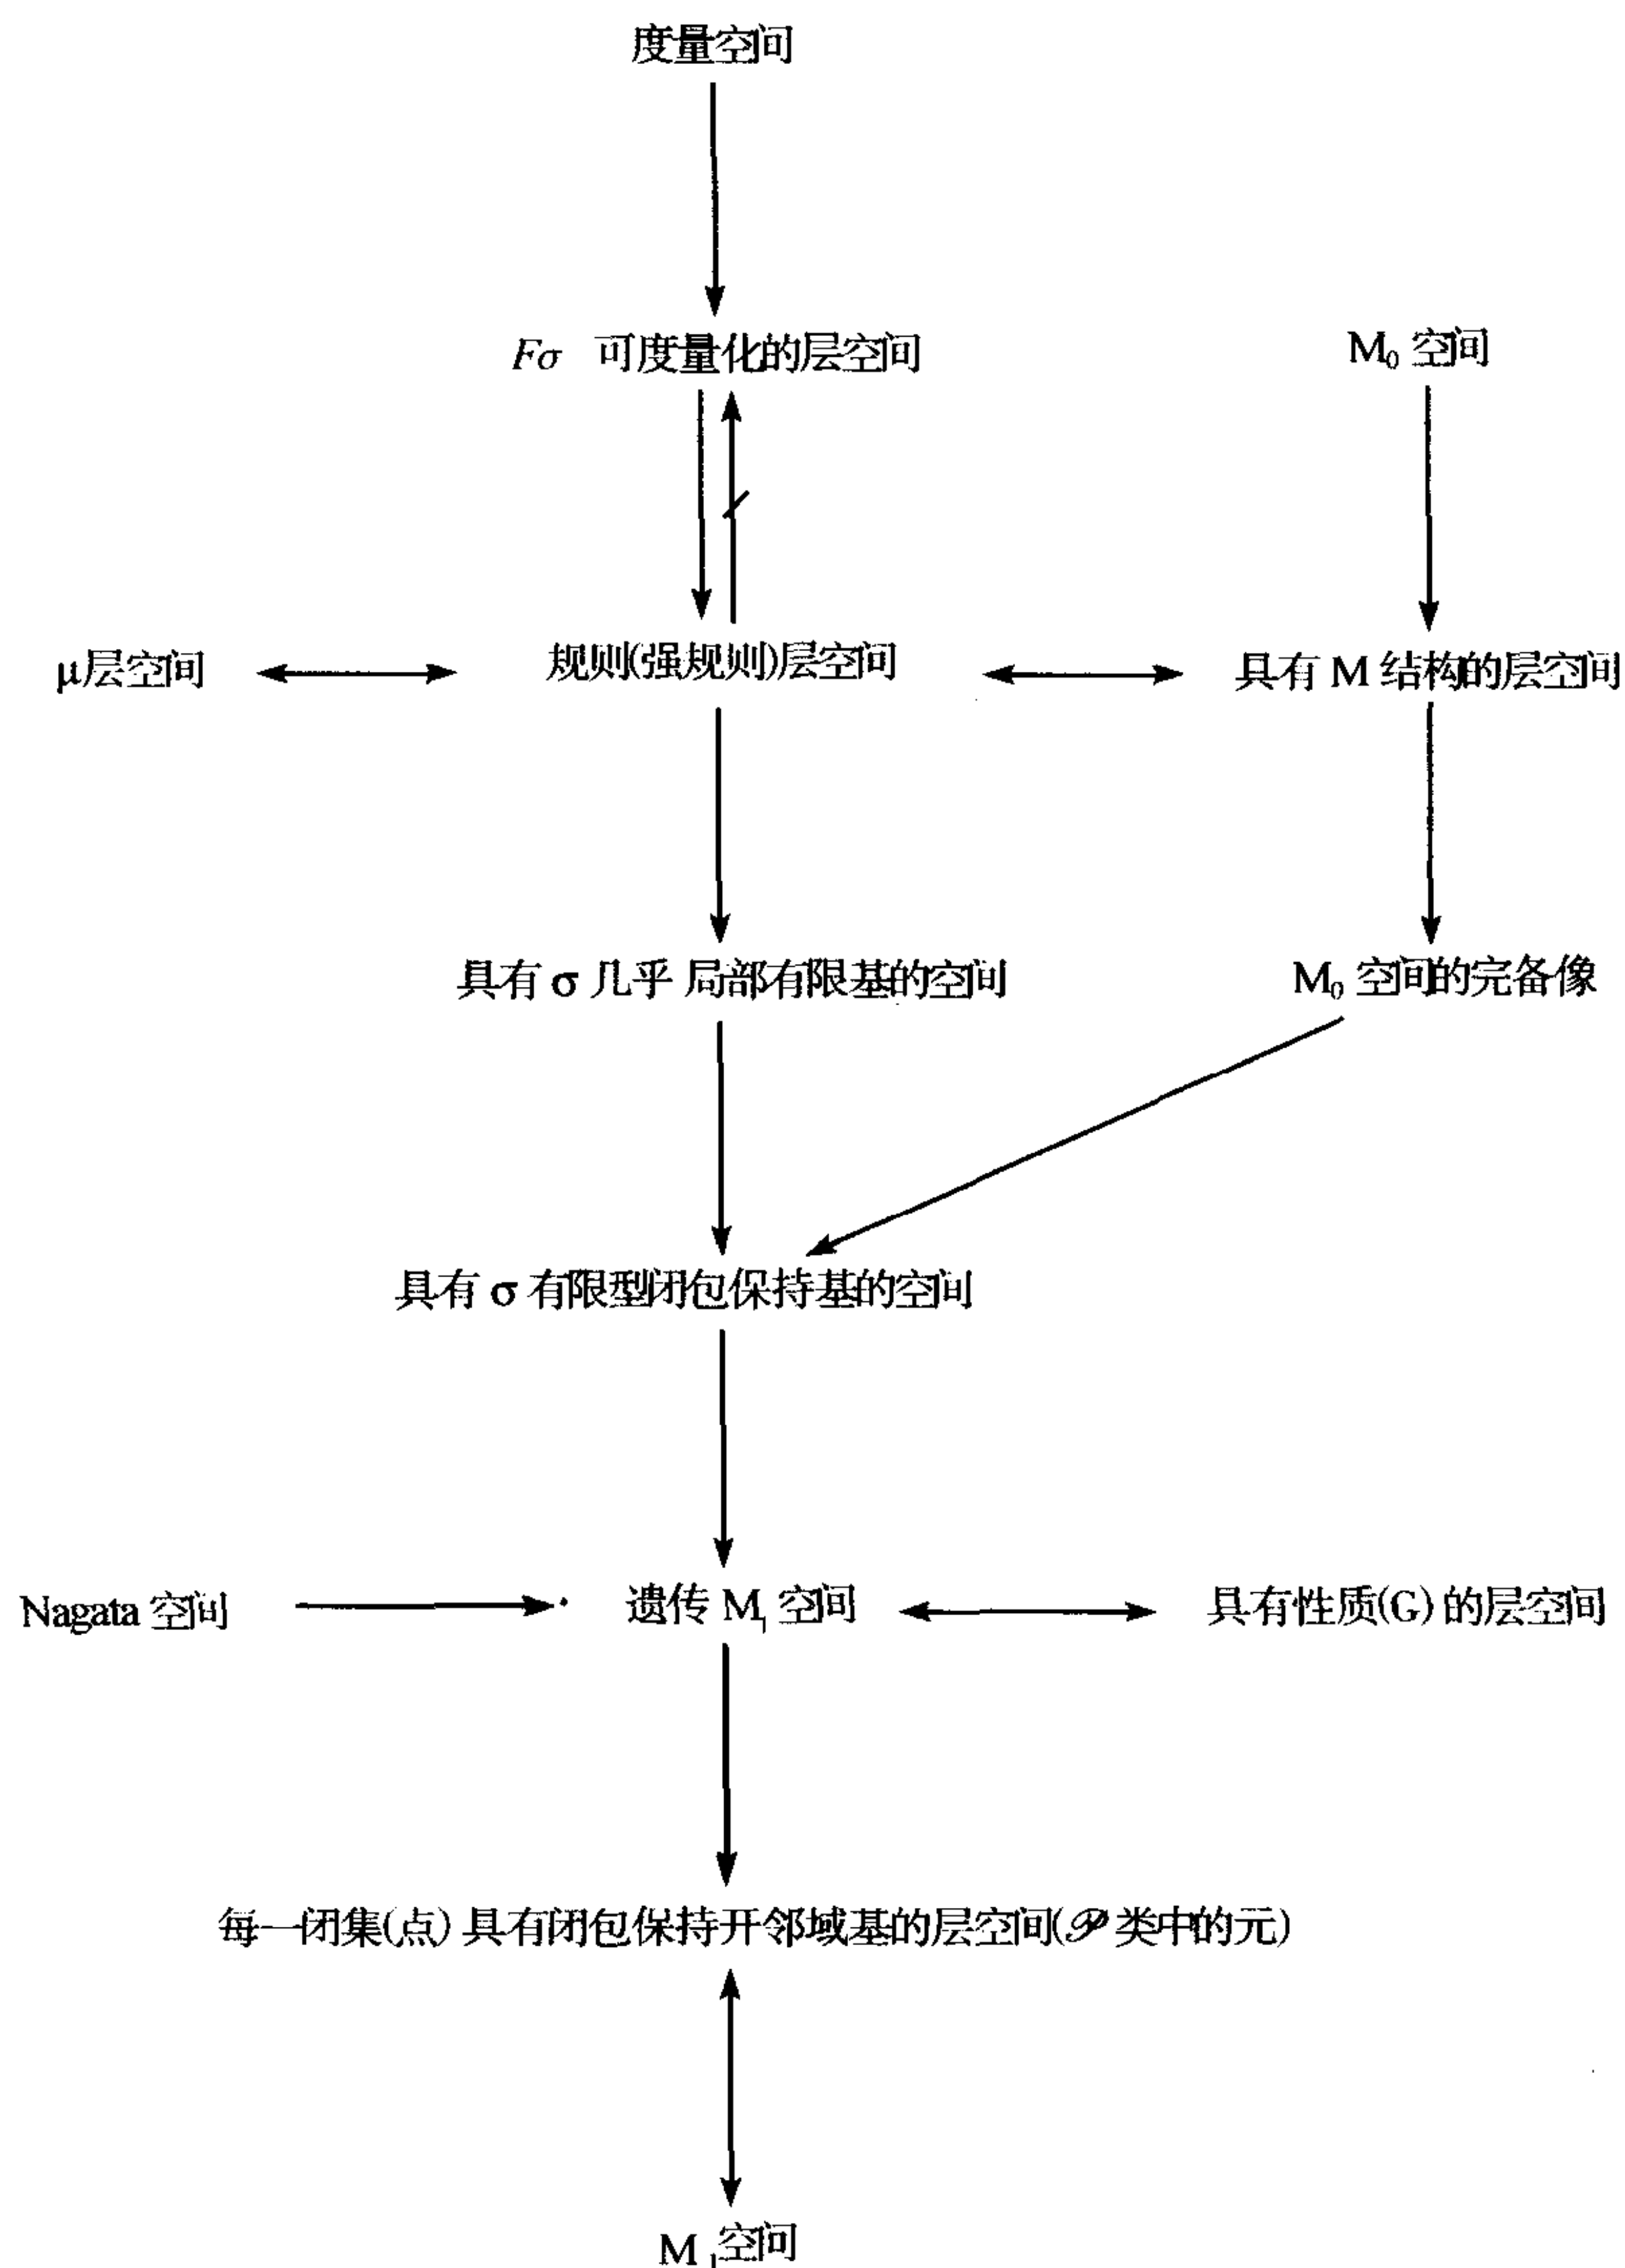 度量空间
Fσ 可度量化的层空间
M₀ 空间
μ层空间
规则(强规则)层空间
具有 M 结构的层空间
具有 σ 几乎 局部有限基的空间
M₀ 空间的完备像
具有 σ 有限型闭包保持基的空间
Nagata 空间
遗传 M₁ 空间
具有性质(G) 的层空间
每一闭集(点) 具有闭包保持开邻域基的层空间(𝒫 类中的元)
M₁空间